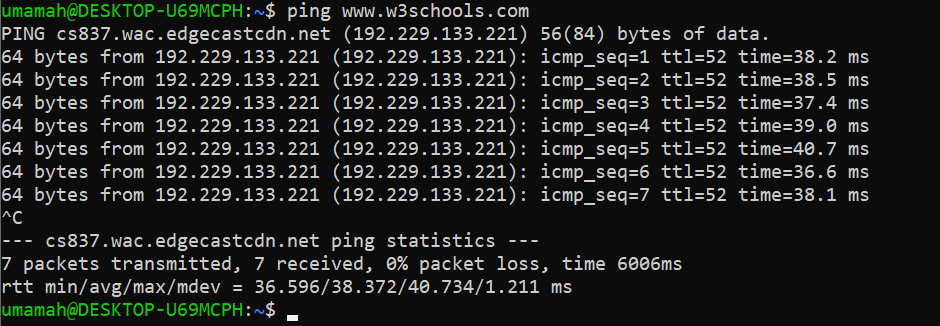 umamah@DESKTOP-U69MCPH:~$ ping www.w3schools.com
PING cs837.wac.edgecastcdn.net (192.229.133.221) 56(84) bytes of data.
64 bytes from 192.229.133.221 (192.229.133.221): icmp_seq=1 ttl=52 time=38.2 ms
64 bytes from 192.229.133.221 (192.229.133.221): icmp_seq=2 ttl=52 time=38.5 ms
64 bytes from 192.229.133.221 (192.229.133.221): icmp_seq=3 ttl=52 time=37.4 ms
64 bytes from 192.229.133.221 (192.229.133.221): icmp_seq=4 ttl=52 time=39.0 ms
64 bytes from 192.229.133.221 (192.229.133.221): icmp_seq=5 ttl=52 time=40.7 ms
64 bytes from 192.229.133.221 (192.229.133.221): icmp_seq=6 ttl=52 time=36.6 ms
64 bytes from 192.229.133.221 (192.229.133.221): icmp_seq=7 ttl=52 time=38.1 ms
^C
--- cs837.wac.edgecastcdn.net ping statistics ---
7 packets transmitted, 7 received, 0% packet loss, time 6006ms
rtt min/avg/max/mdev = 36.596/38.372/40.734/1.211 ms
umamah@DESKTOP-U69MCPH:~$